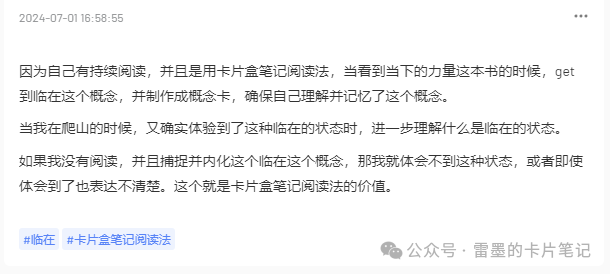 2024-07-01 16:58:55
因为自己有持续阅读，并且是用卡片盒笔记阅读法，当看到当下的力量这本书的时候，get
到临在这个概念，并制作成概念卡，确保自己理解并记忆了这个概念。
当我在爬山的时候，又确实体验到了这种临在的状态时，进一步理解什么是临在的状态。
如果我没有阅读，并且捕捉并内化这个临在这个概念，那我就体会不到这种状态，或者即使
体会到了也表达不清楚。这个就是卡片盒笔记阅读法的价值。
#临在 #卡片盒笔记阅读法
公众号 · 雷墨的卡片笔记